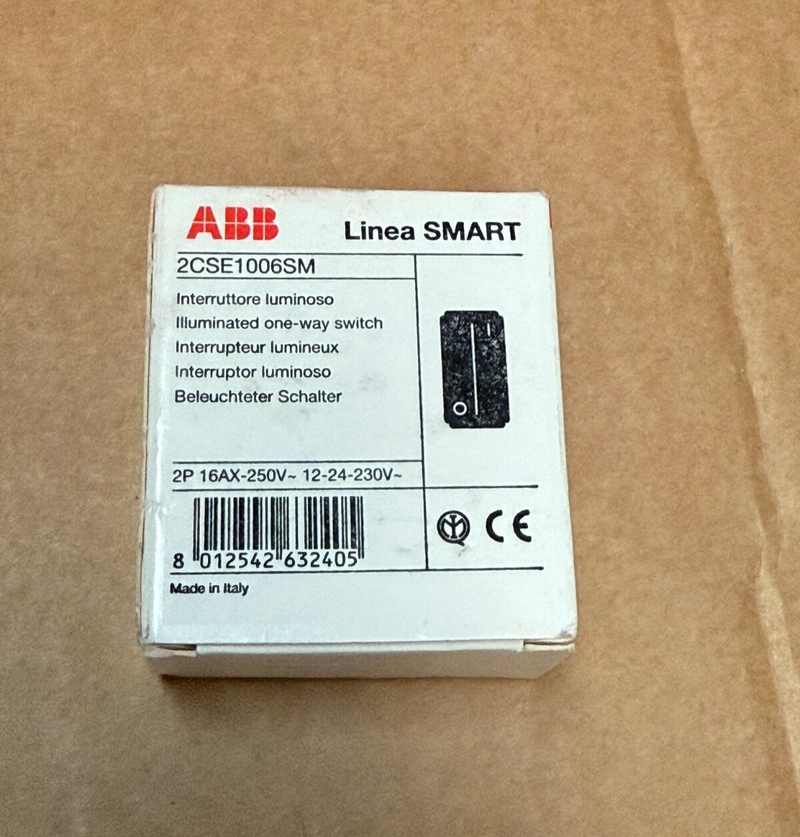 ABB
Linea SMART
2CSE1006SM
Interruttore luminoso
Illuminated one-way switch
Interrupteur lumineux
Interruptor luminoso
Beleuchteter Schalter
2P 16AX-250V~ 12-24-230V~
CE
8 012542 632405
Made in Italy